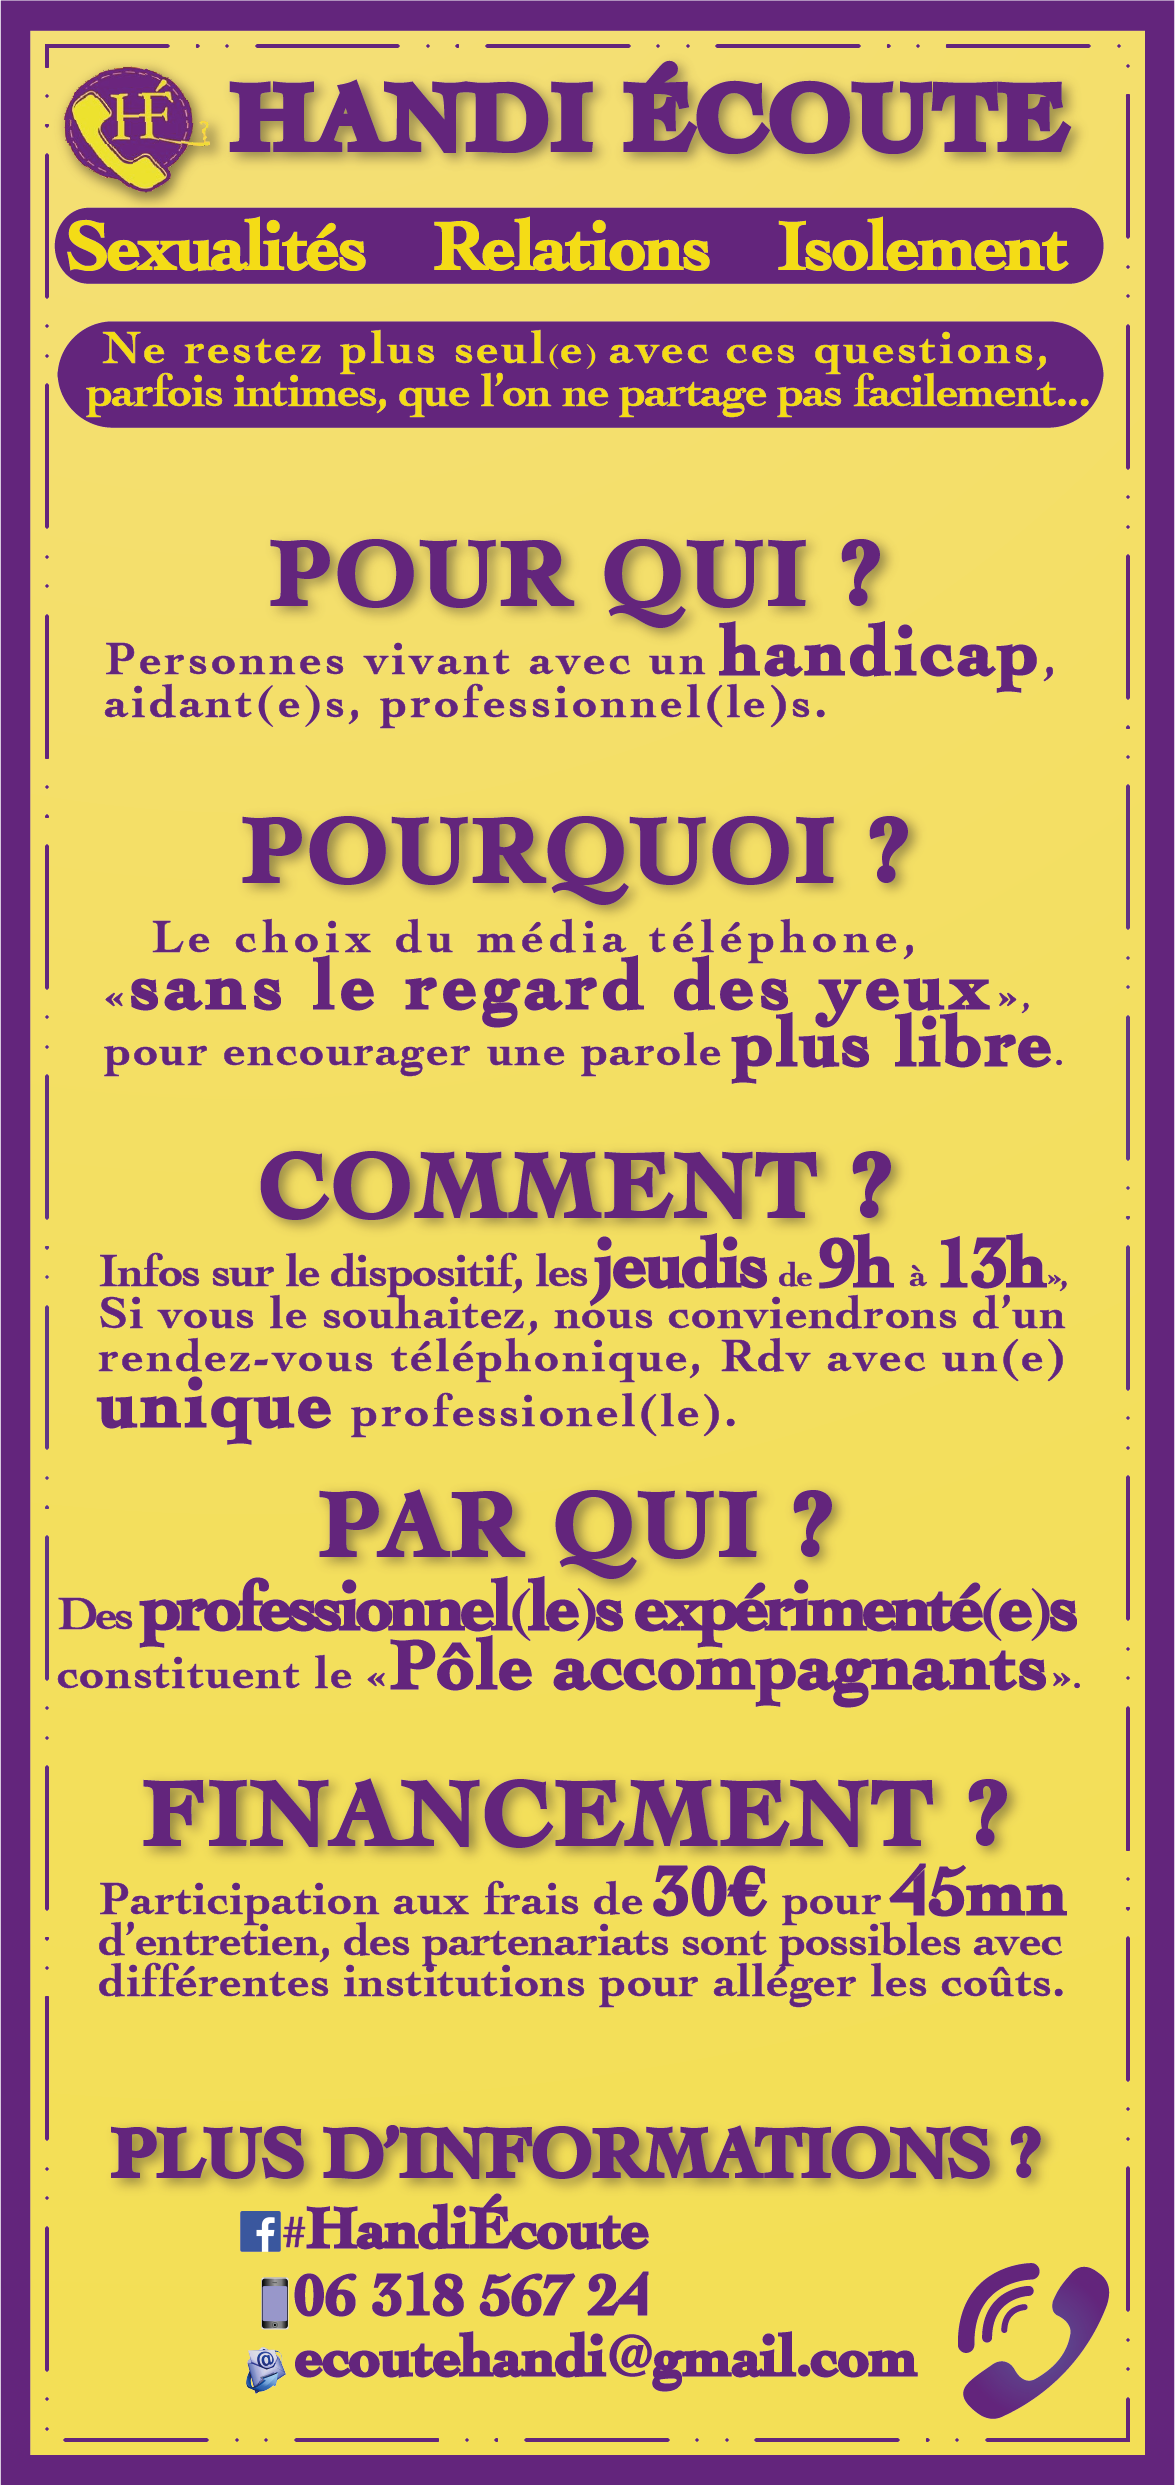 HÉ
HANDI ÉCOUTE
Sexualités Relations Isolement
Ne restez plus seul(e) avec ces questions,
parfois intimes, que l'on ne partage pas facilement...
POUR QUI ?
Personnes vivant avec un handicap,
aidant(e)s, professionnel(le)s.
POURQUOI ?
Le choix du média téléphone,
«sans le regard des yeux»,
pour encourager une parole plus libre.
COMMENT ?
Infos sur le dispositif, les jeudis de 9h à 13h»,
Si vous le souhaitez, nous conviendrons d'un
rendez-vous téléphonique, Rdv avec un(e)
unique professionel(le).
PAR QUI ?
Des professionnel(le)s expérimenté(e)s
constituent le «Pôle accompagnants».
FINANCEMENT ?
Participation aux frais de 30€ pour 45mn
d'entretien, des partenariats sont possibles avec
différentes institutions pour alléger les coûts.
PLUS D'INFORMATIONS ?
#HandiÉcoute
06 318 567 24
ecoutehandi@gmail.com